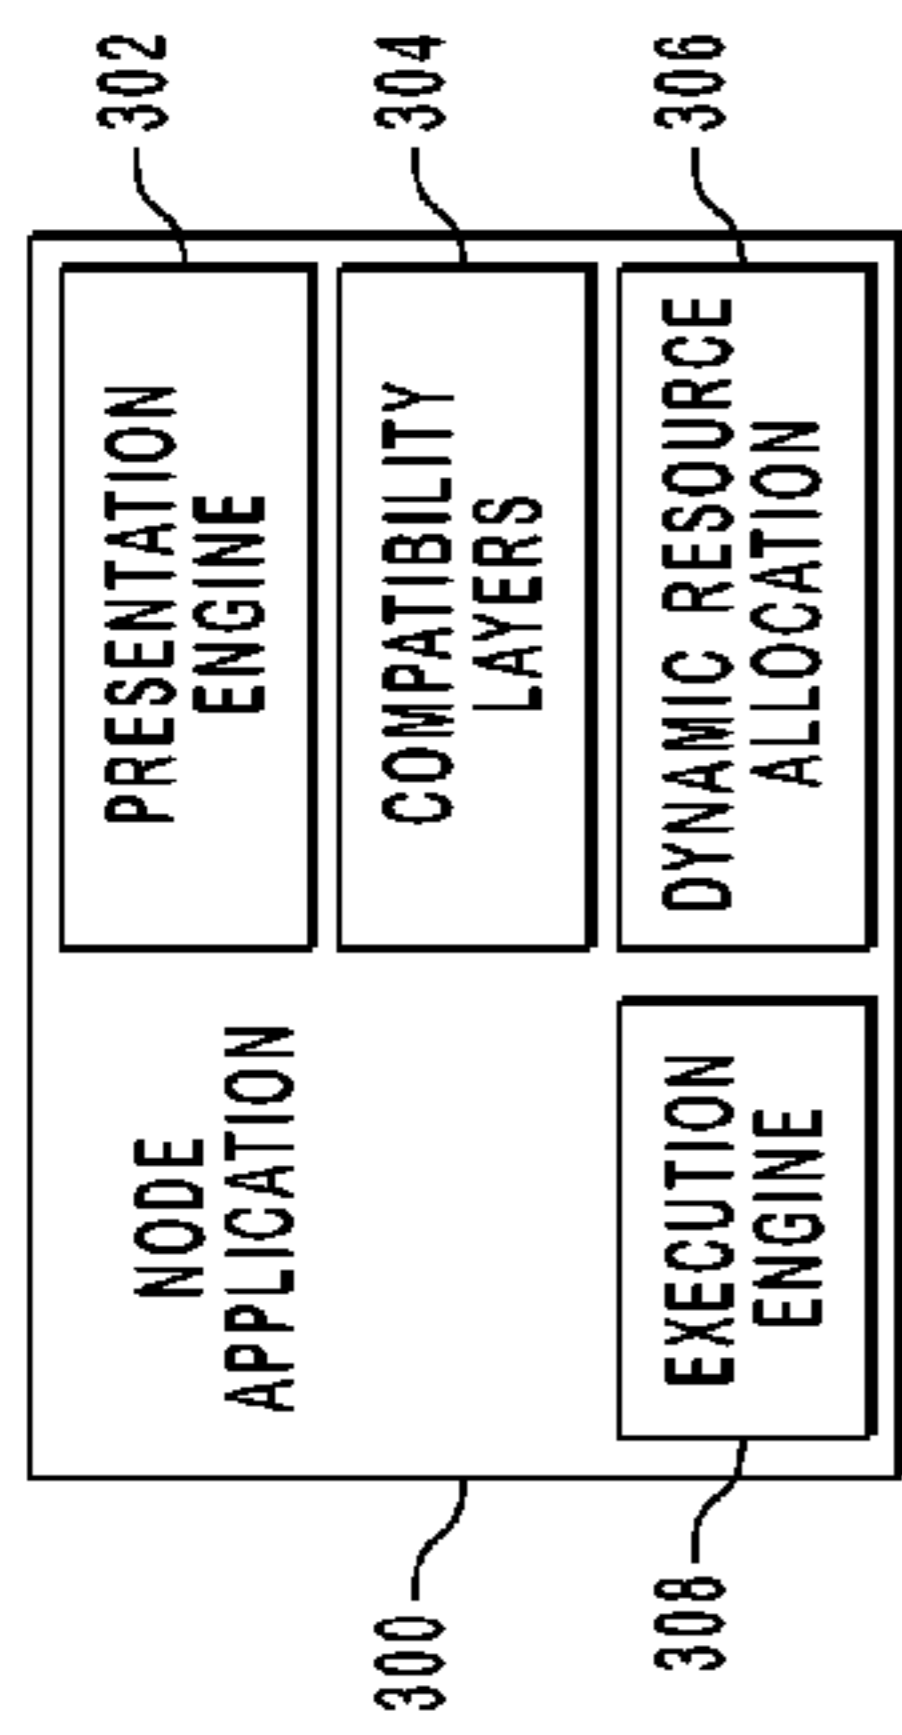 NODE
APPLICATION
PRESENTATION
ENGINE
302
COMPATIBILITY
LAYERS
304
300
EXECUTION
ENGINE
308
DYNAMIC RESOURCE
ALLOCATION
306